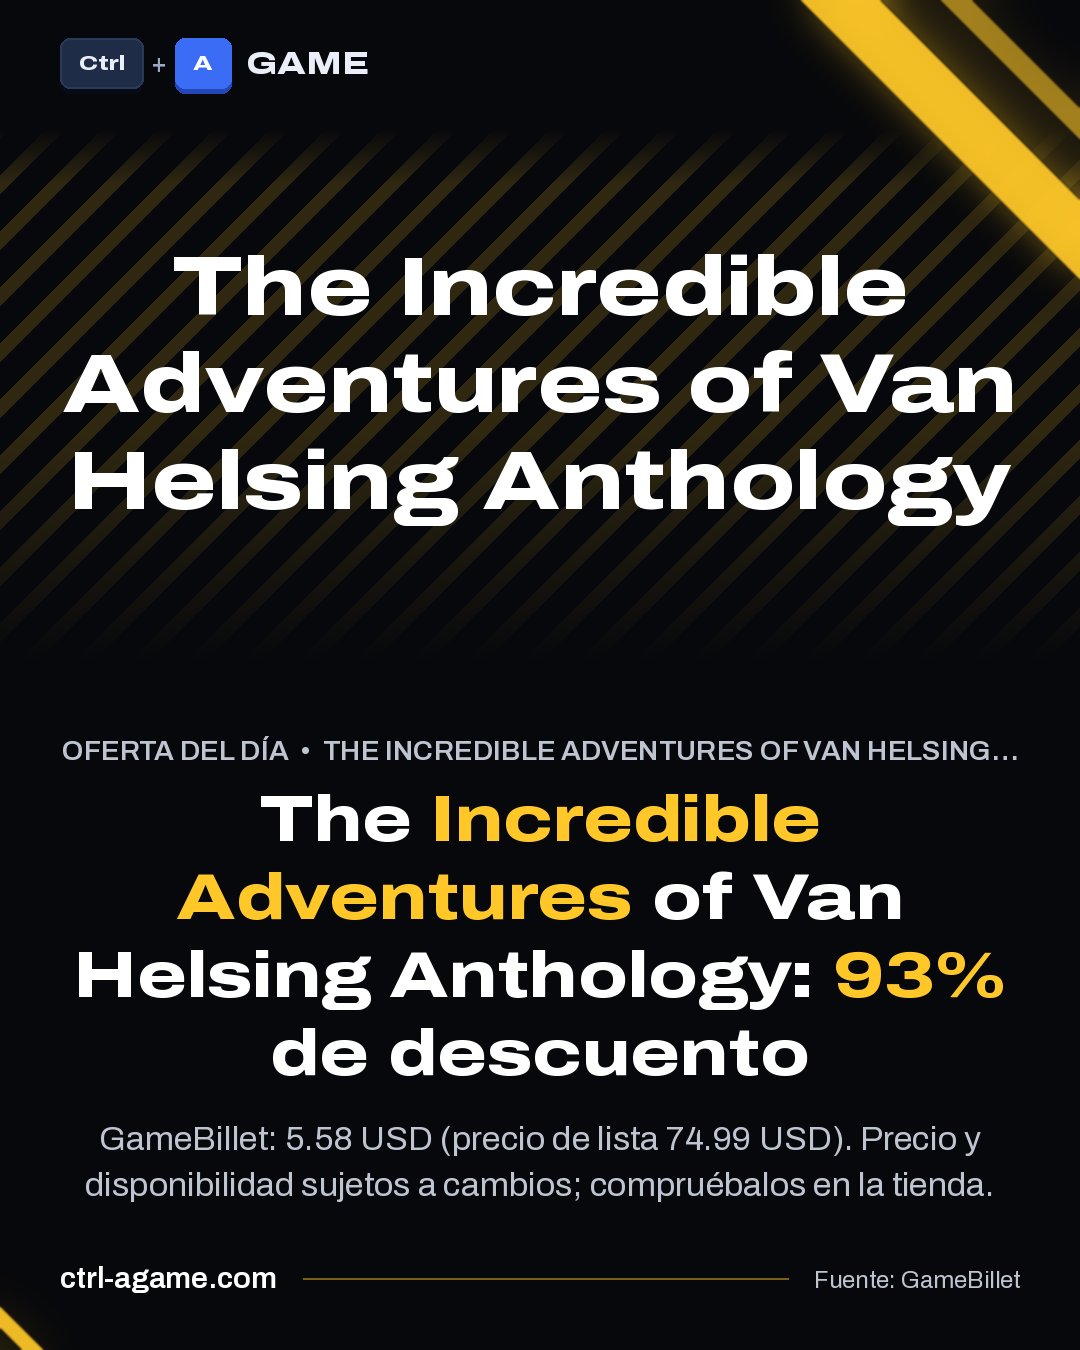 Ctrl + A GAME
The Incredible
Adventures of Van
Helsing Anthology
OFERTA DEL DÍA • THE INCREDIBLE ADVENTURES OF VAN HELSING...
The Incredible
Adventures of Van
Helsing Anthology: 93%
de descuento
GameBillet: 5.58 USD (precio de lista 74.99 USD). Precio y
disponibilidad sujetos a cambios; compruébalos en la tienda.
ctrl-agame.com
Fuente: GameBillet